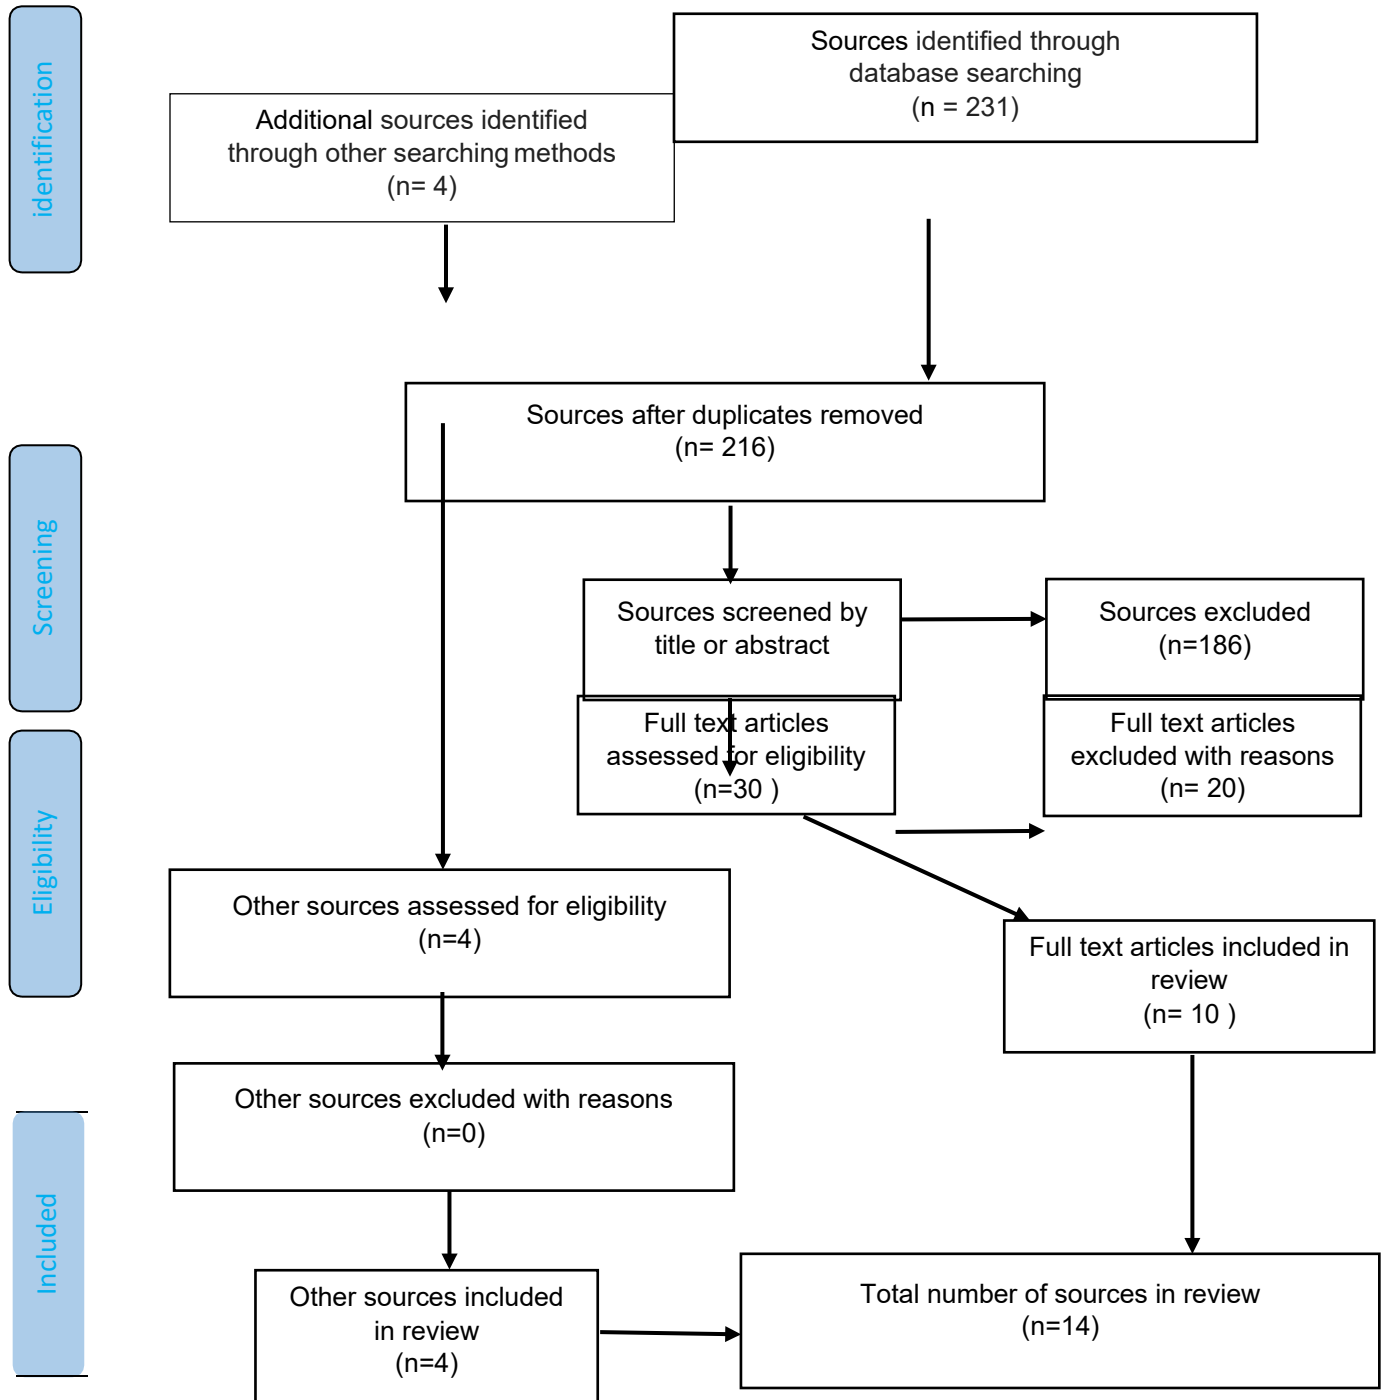 identification
Sources identified through
database searching
(n = 231)
Additional sources identified
through other searching methods
(n= 4)
Sources after duplicates removed
(n= 216)
Screening
Sources screened by
title or abstract
Sources excluded
(n=186)
Eligibility
Full text articles
assessed for eligibility
(n=30 )
Full text articles
excluded with reasons
(n= 20)
Other sources assessed for eligibility
(n=4)
Full text articles included in
review
(n= 10 )
Other sources excluded with reasons
(n=0)
Included
Other sources included
in review
(n=4)
Total number of sources in review
(n=14)